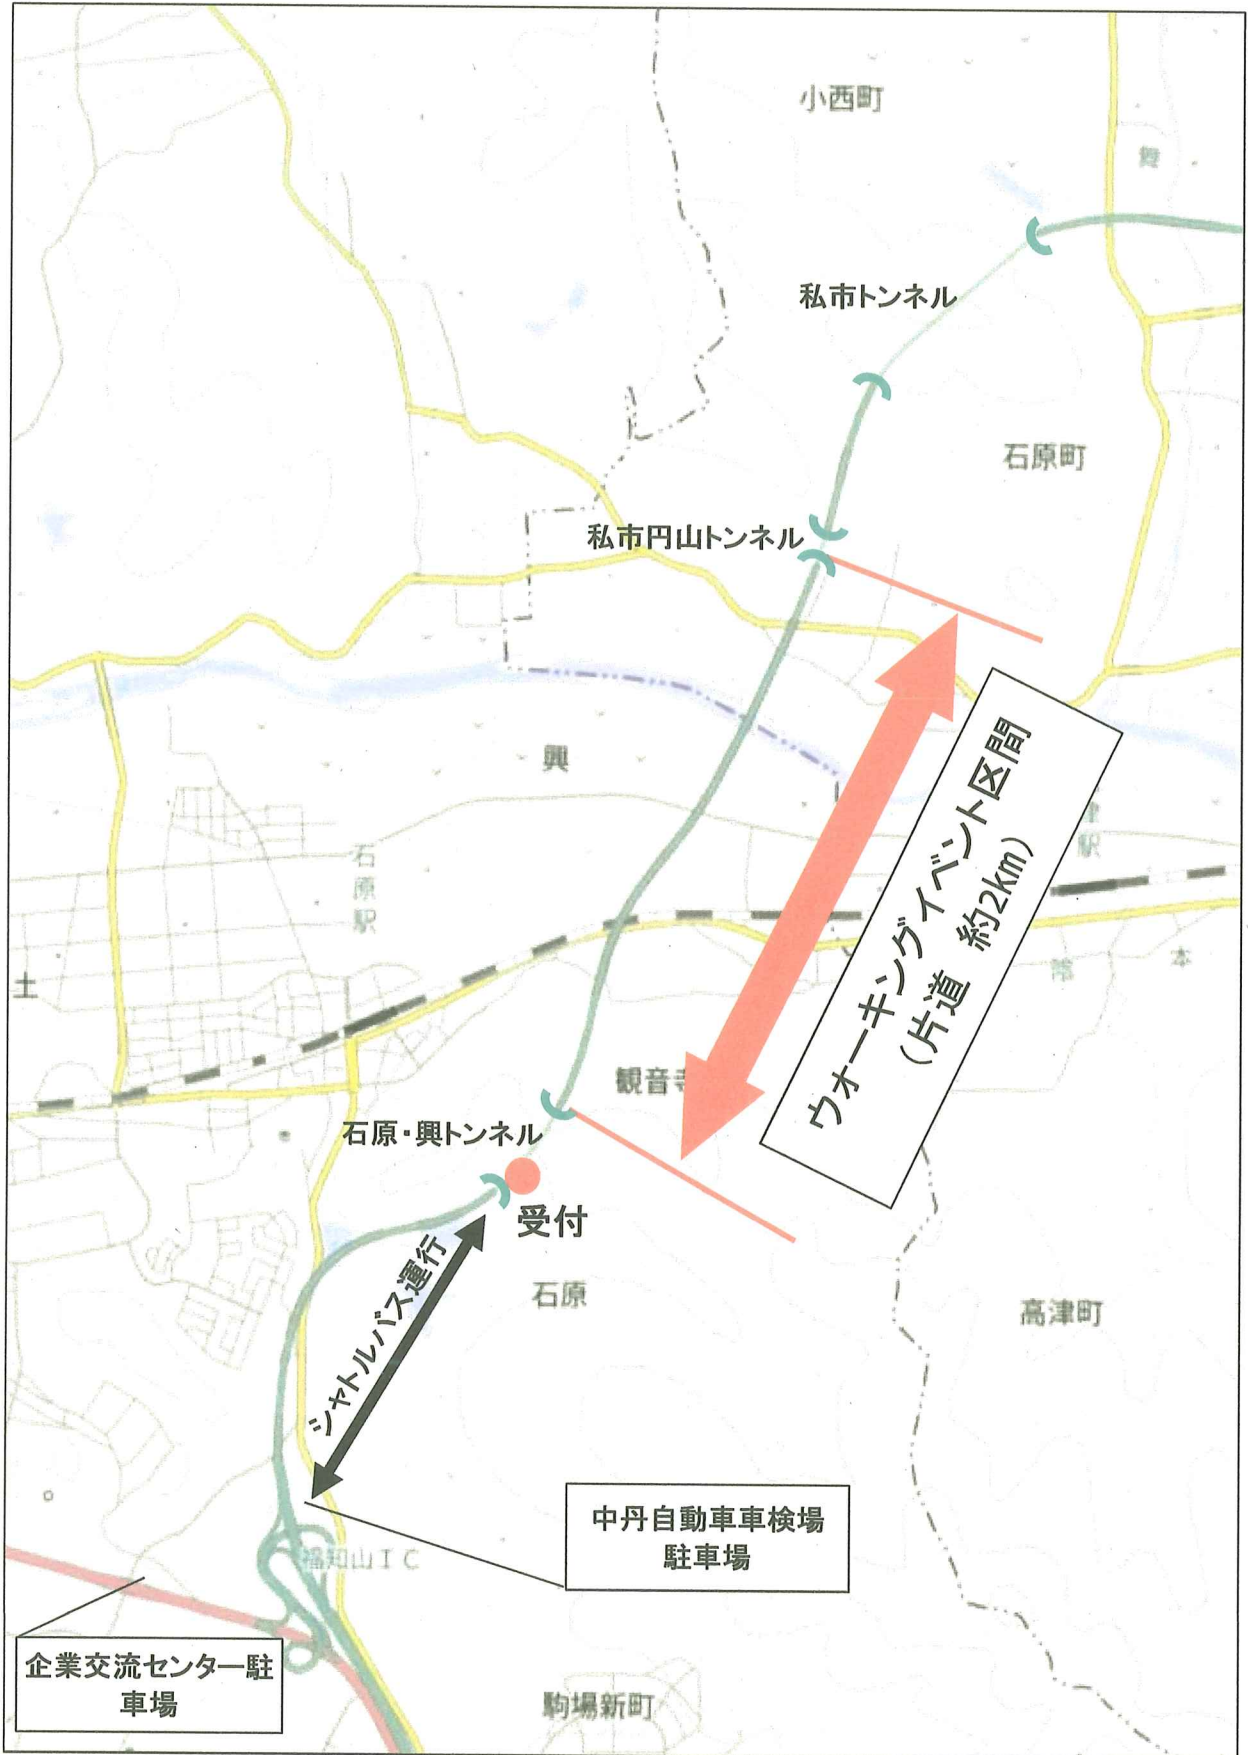 小西町
舞
私市トンネル
石原町
私市円山トンネル
興
石原駅
津駅
ウオーキングイベント区間
(片道　約2km)
土
本
観音寺
石原・興トンネル
受付
シャトルバス運行
石原
高津町
中丹自動車車検場
駐車場
福知山IC
企業交流センター駐
車場
駒場新町